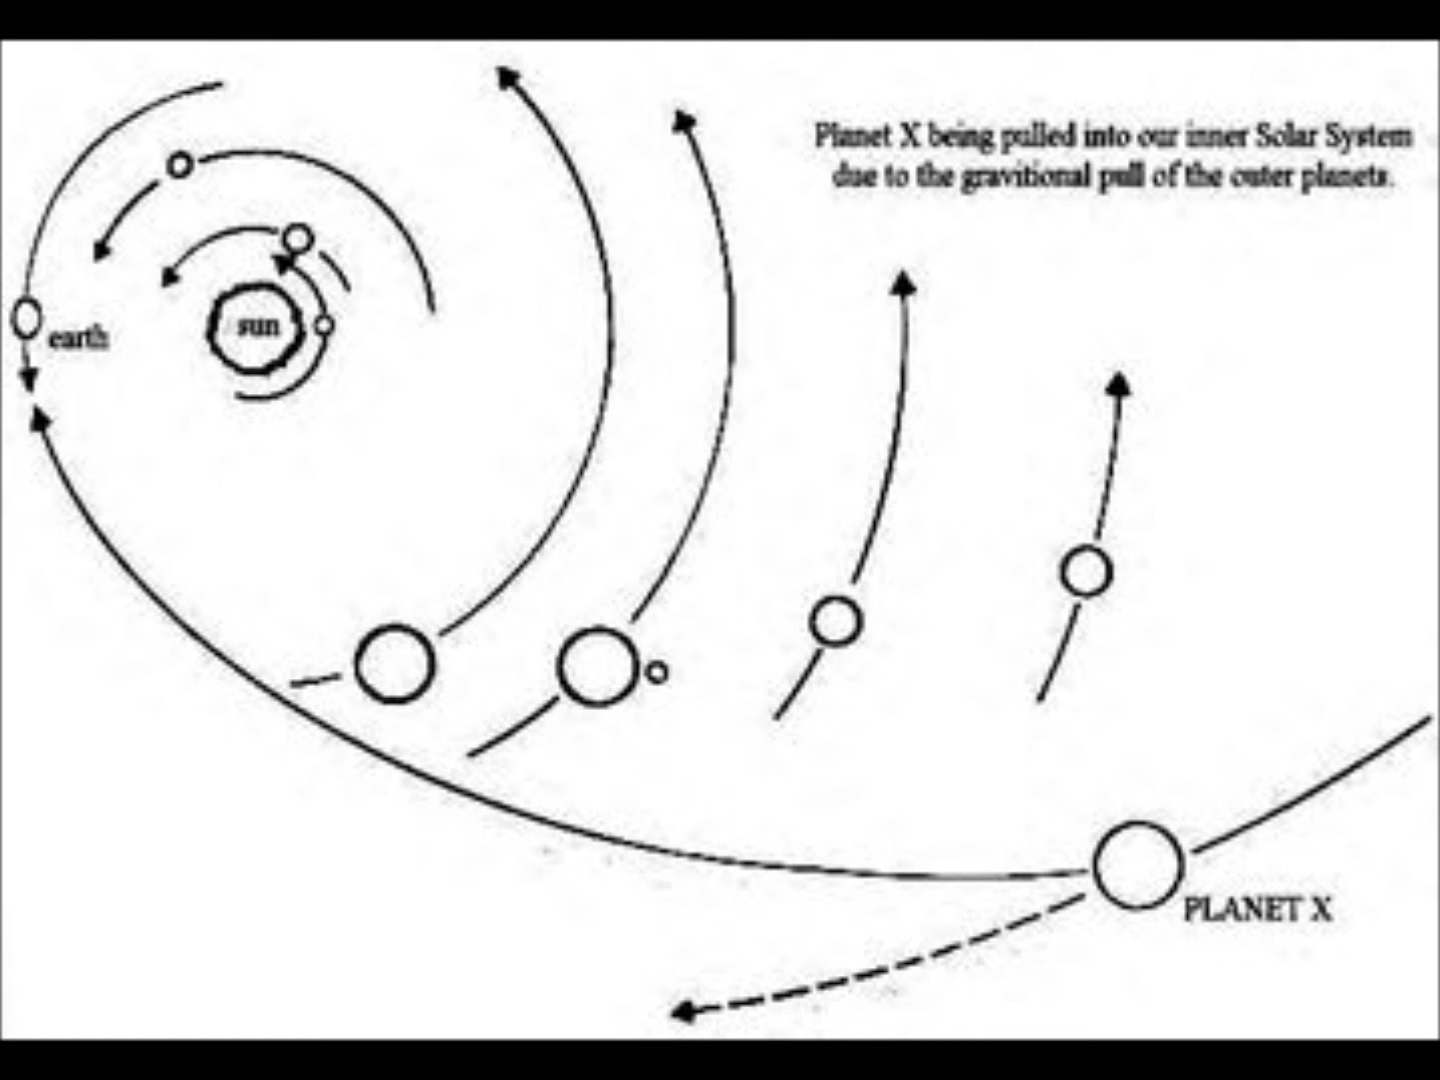 Planet X being pulled into our inner Solar System
due to the gravitional pull of the outer planets.
earth
sun
PLANET X